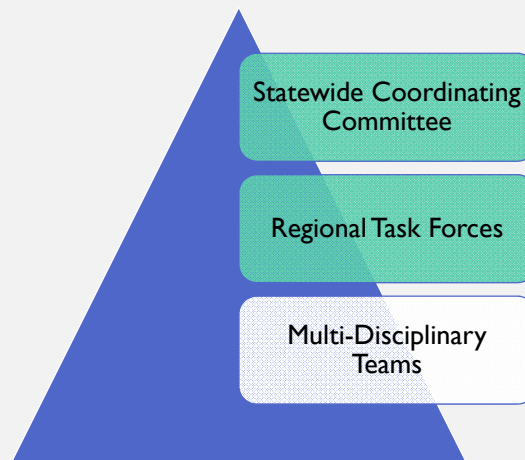 Statewide Coordinating
Committee
Regional Task Forces
Multi-Disciplinary
Teams